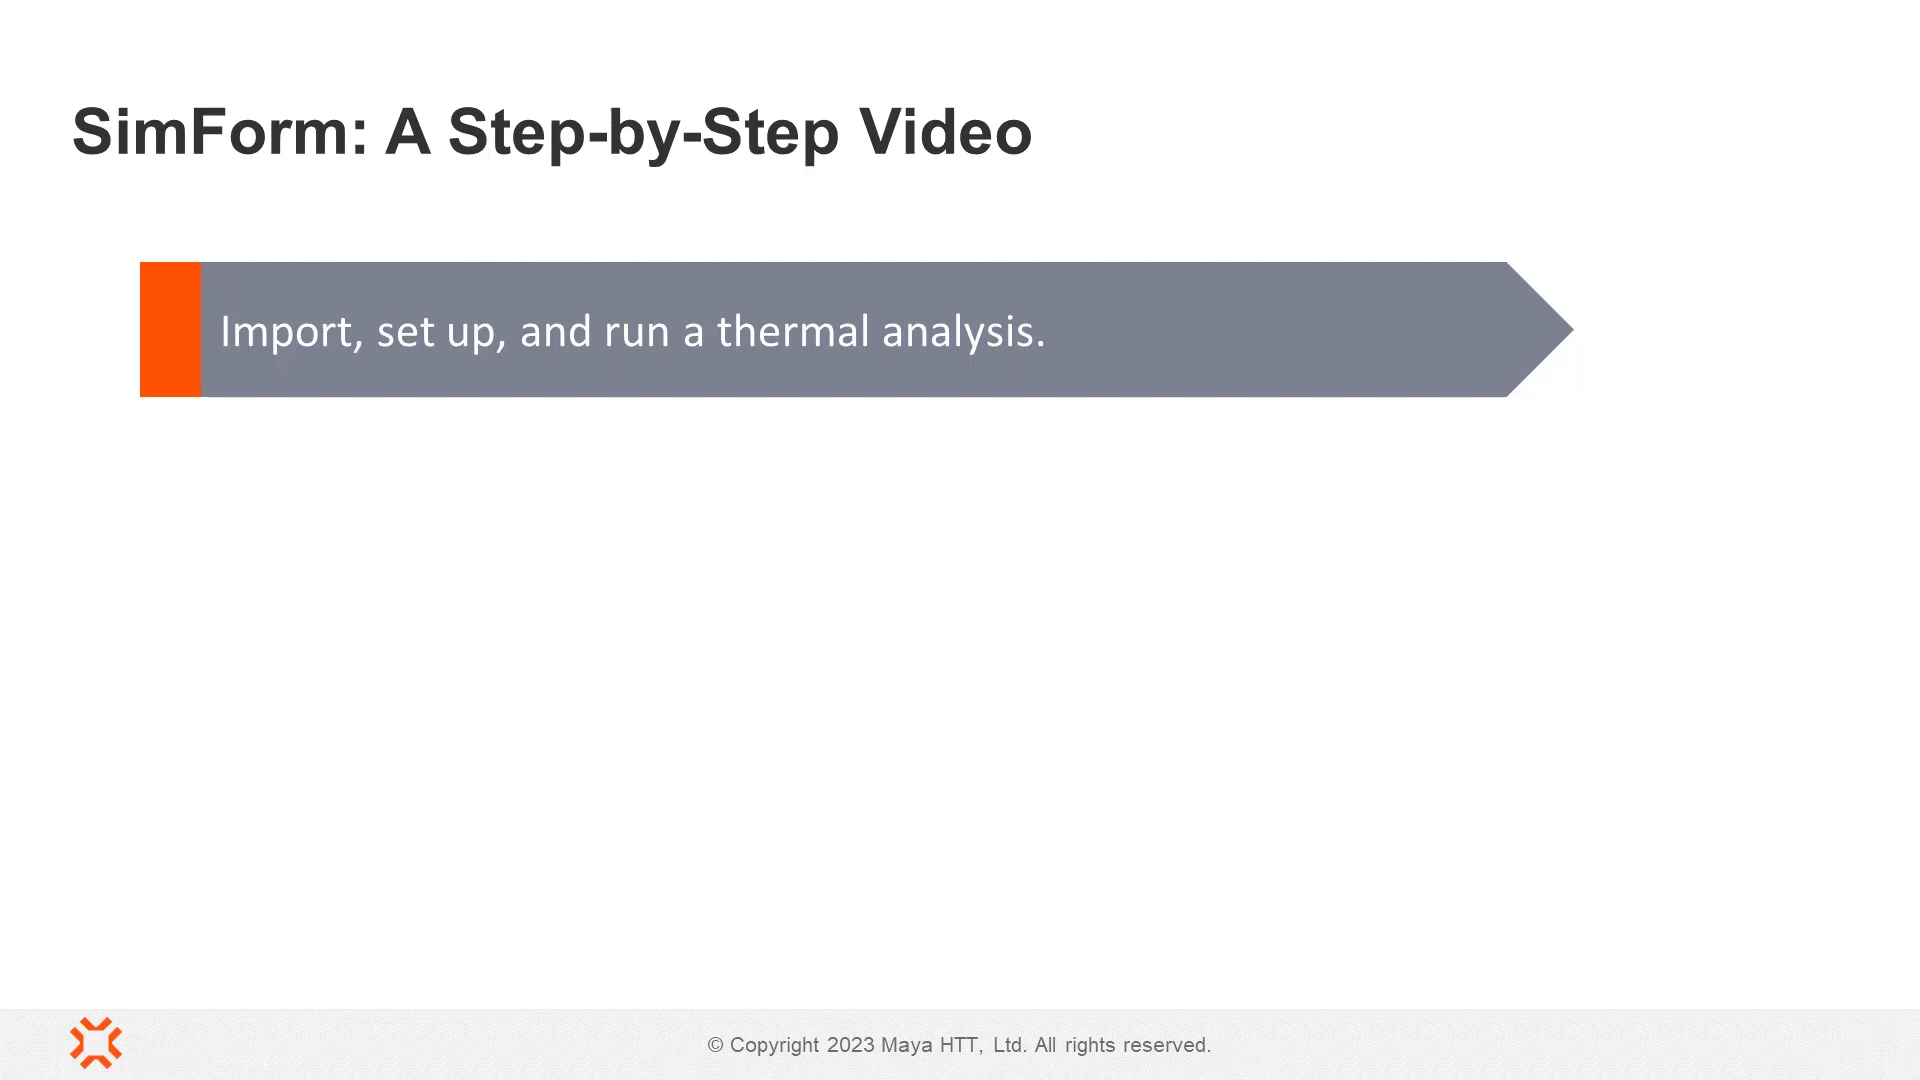 SimForm: A Step-by-Step Video
Import, set up, and run a thermal analysis.
© Copyright 2023 Maya HTT, Ltd. All rights reserved.